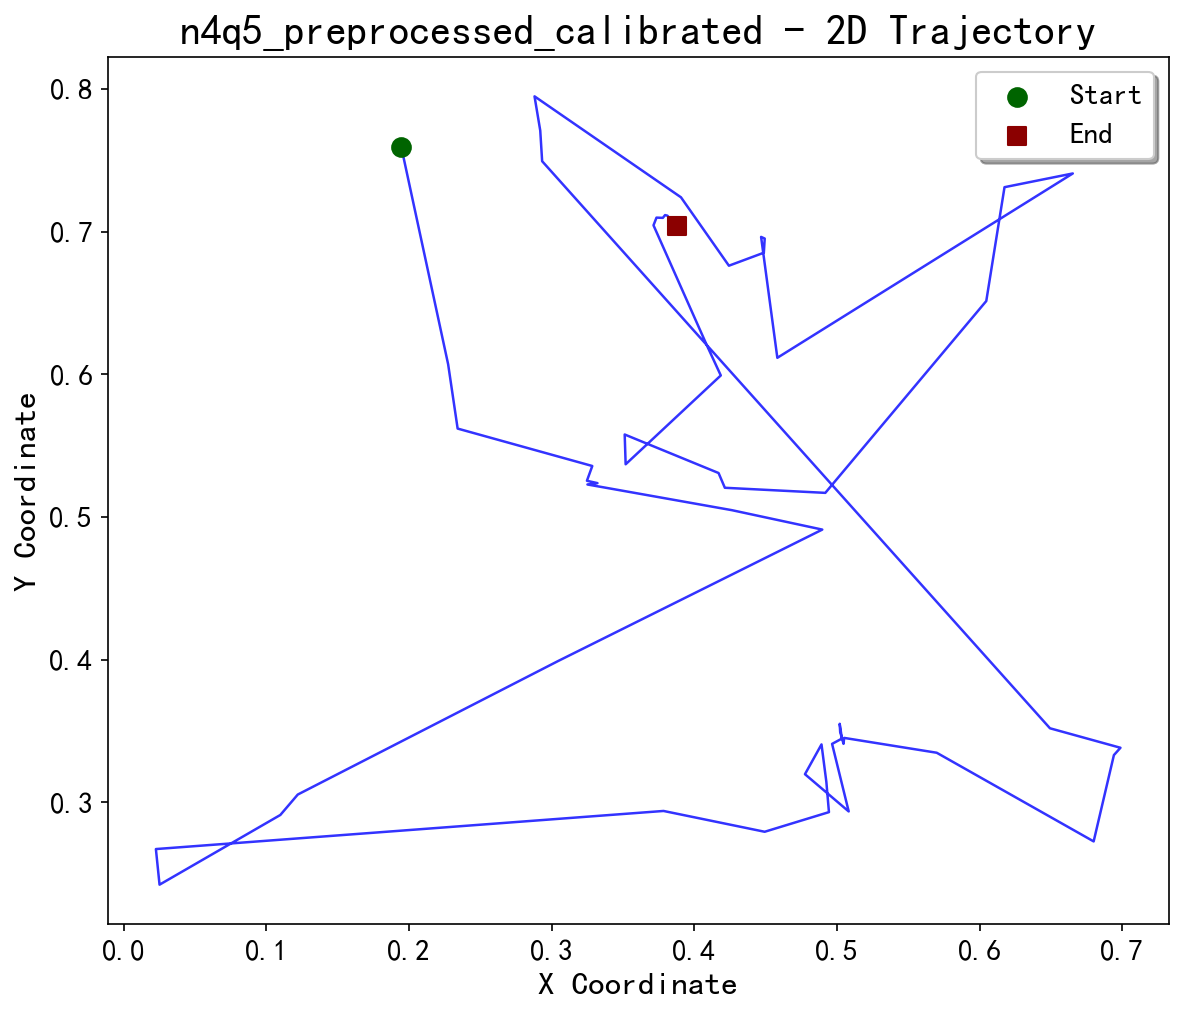 n4q5_preprocessed_calibrated - 2D Trajectory
Start
End
0.8
0.7
0.6
0.5
0.4
0.3
Y Coordinate
0.0 0.1 0.2 0.3 0.4 0.5 0.6 0.7
X Coordinate